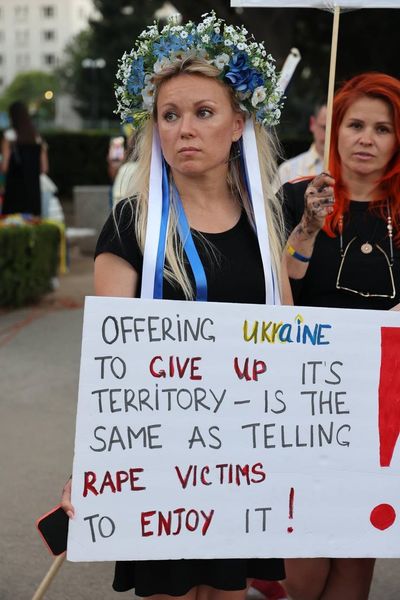 OFFERING UKRAiNE
TO GIVE UP IT'S
TERRITORY - IS THE
SAME AS TELLING
RAPE VICTIMS
TO ENJOY IT !
!